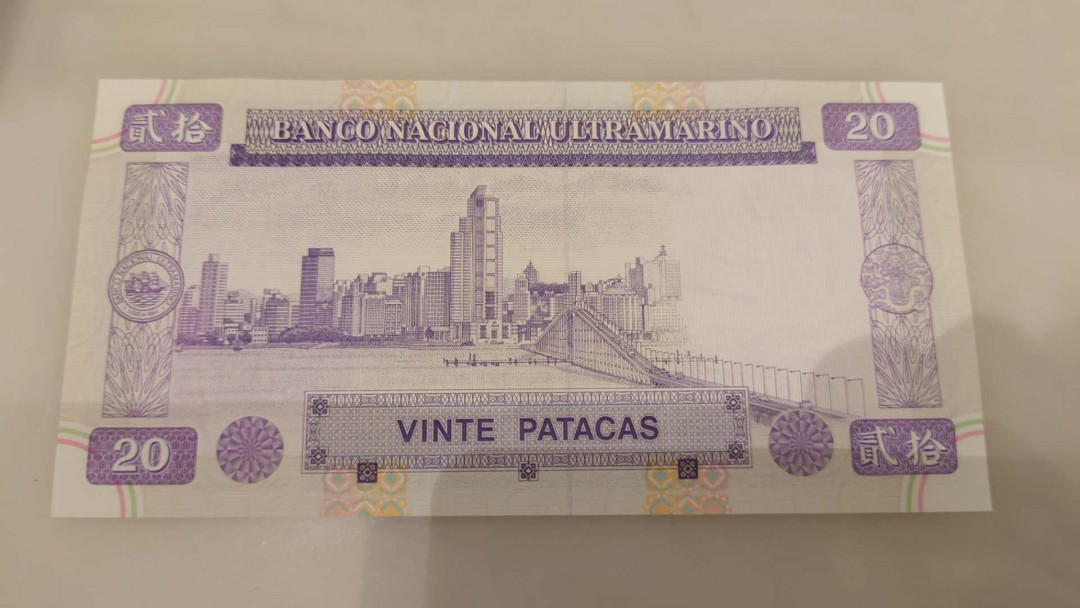 貳拾
BANCO NACIONAL ULTRAMARINO
20
VINTE PATACAS
20
貳拾